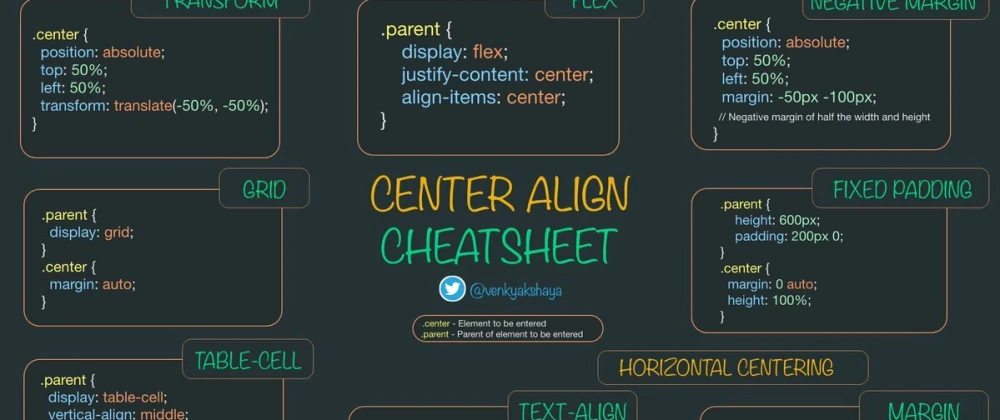 TRANSFORM
.center {
position: absolute;
top: 50%;
left: 50%;
transform: translate(-50%, -50%);
}
FLEX
.parent {
display: flex;
justify-content: center;
align-items: center;
}
NEGATIVE MARGIN
.center {
position: absolute;
top: 50%;
left: 50%;
margin: -50px -100px;
// Negative margin of half the width and height
}
GRID
.parent {
display: grid;
}
.center {
margin: auto;
}
CENTER ALIGN
CHEATSHEET
@venkyakshaya
.center - Element to be entered
.parent - Parent of element to be entered
FIXED PADDING
.parent {
height: 600px;
padding: 200px 0;
}
.center {
margin: 0 auto;
height: 100%;
}
TABLE-CELL
.parent {
display: table-cell;
vertical-align: middle;
HORIZONTAL CENTERING
TEXT-ALIGN
MARGIN